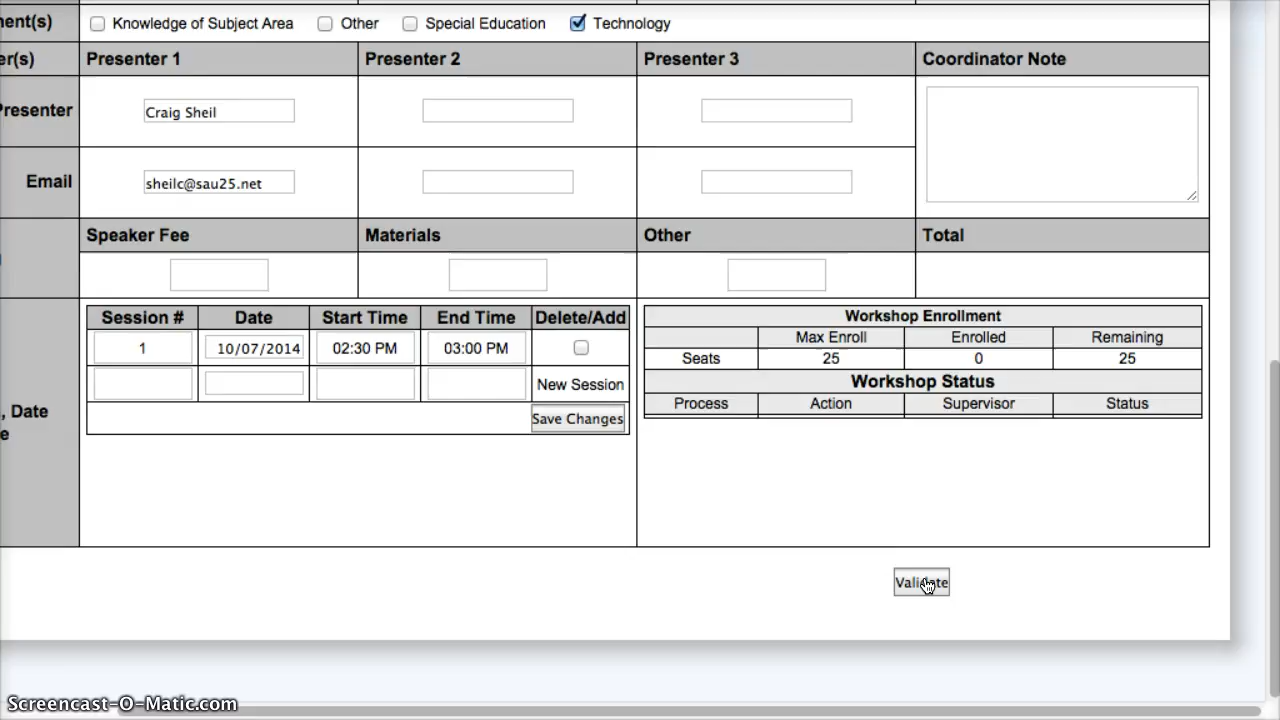 ent(s) Knowledge of Subject Area Other Special Education Technology
er(s) Presenter 1 Presenter 2 Presenter 3 Coordinator Note
Presenter Craig Sheil
Email sheilc@sau25.net
Speaker Fee Materials Other Total
Session # Date Start Time End Time Delete/Add
1 10/07/2014 02:30 PM 03:00 PM
New Session
Save Changes
, Date
e
Workshop Enrollment
Max Enroll Enrolled Remaining
Seats 25 0 25
Workshop Status
Process Action Supervisor Status
Validate
Screencast-O-Matic.com